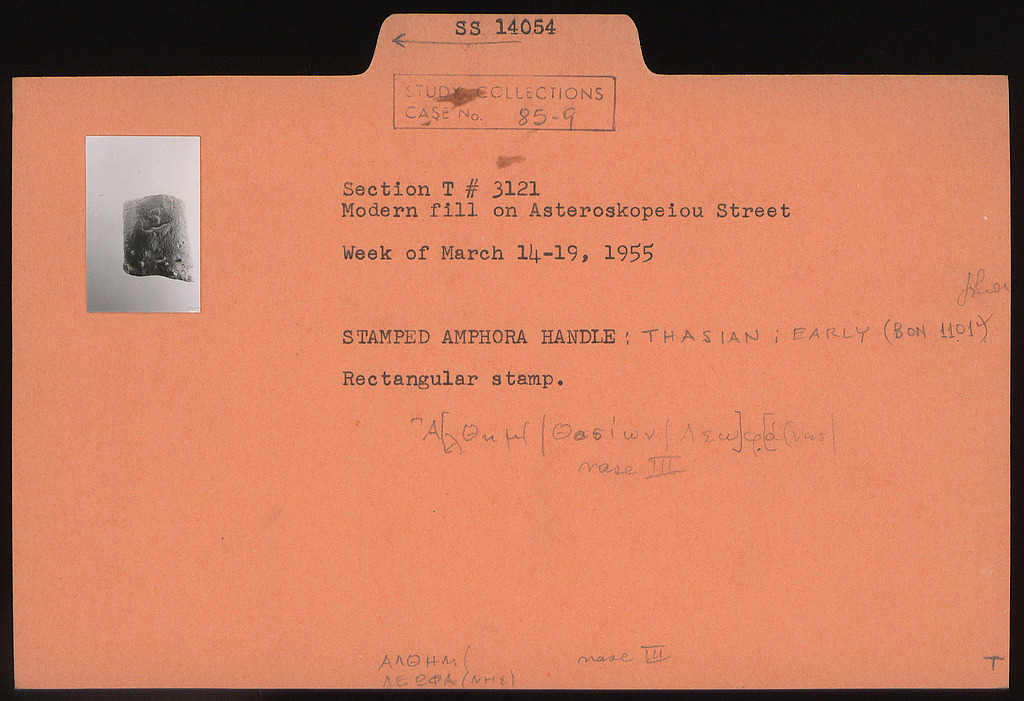 SS 14054
STUDY COLLECTIONS
CASE No. 85-9
Section T # 3121
Modern fill on Asteroskopeiou Street
Week of March 14-19, 1955
STAMPED AMPHORA HANDLE; THASIAN; EARLY (BON 1101)
Rectangular stamp.
Θασίων
vase III
ΑΛΘΗΜ( vase III
ΛΕΩΦΑ(ΝΗΣ)
T